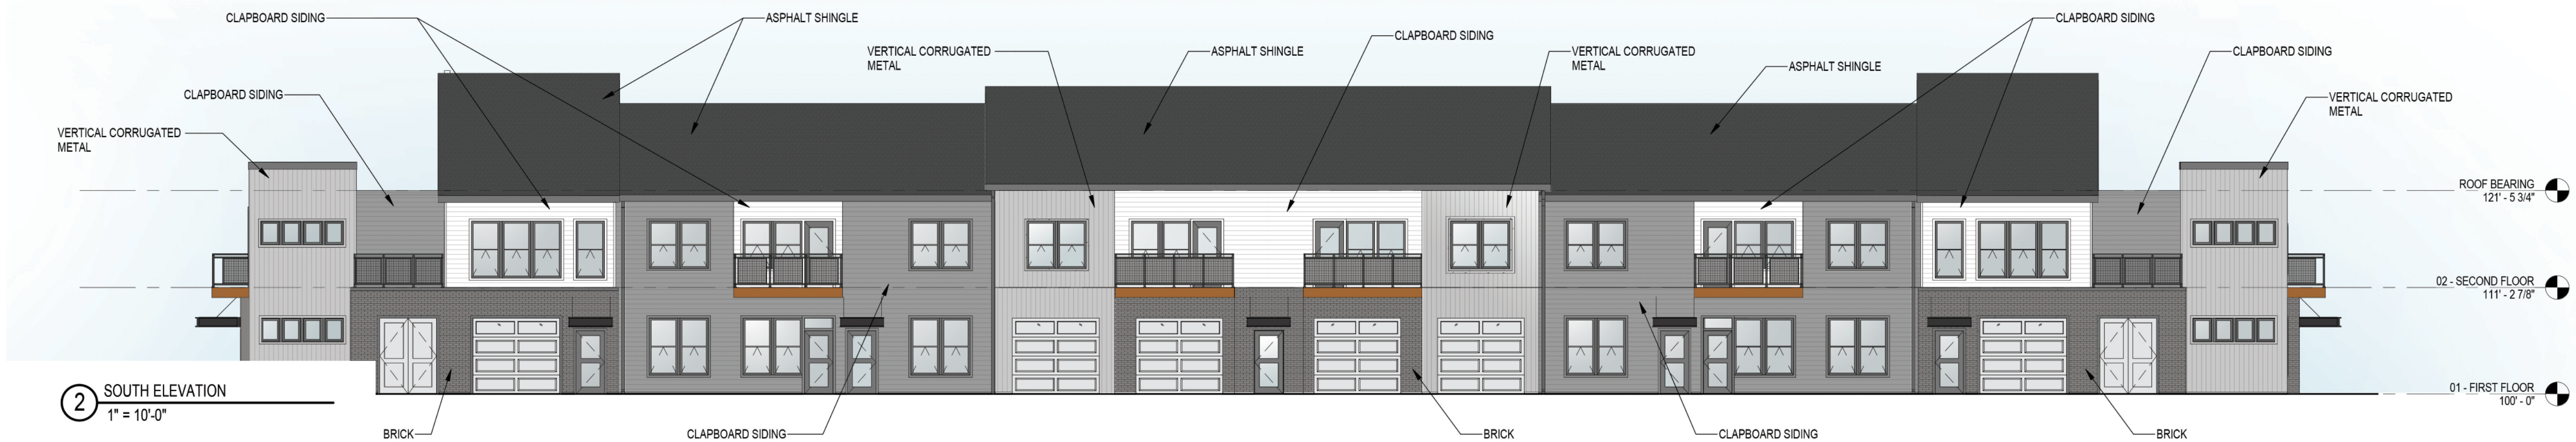 CLAPBOARD SIDING
ASPHALT SHINGLE
CLAPBOARD SIDING
CLAPBOARD SIDING
VERTICAL CORRUGATED
METAL
ASPHALT SHINGLE
VERTICAL CORRUGATED
METAL
CLAPBOARD SIDING
ASPHALT SHINGLE
CLAPBOARD SIDING
VERTICAL CORRUGATED
METAL
VERTICAL CORRUGATED
METAL
ROOF BEARING
121' - 5 3/4"
02 - SECOND FLOOR
111' - 2 7/8"
01 - FIRST FLOOR
100' - 0"
2
SOUTH ELEVATION
1" = 10'-0"
BRICK
CLAPBOARD SIDING
BRICK
CLAPBOARD SIDING
BRICK